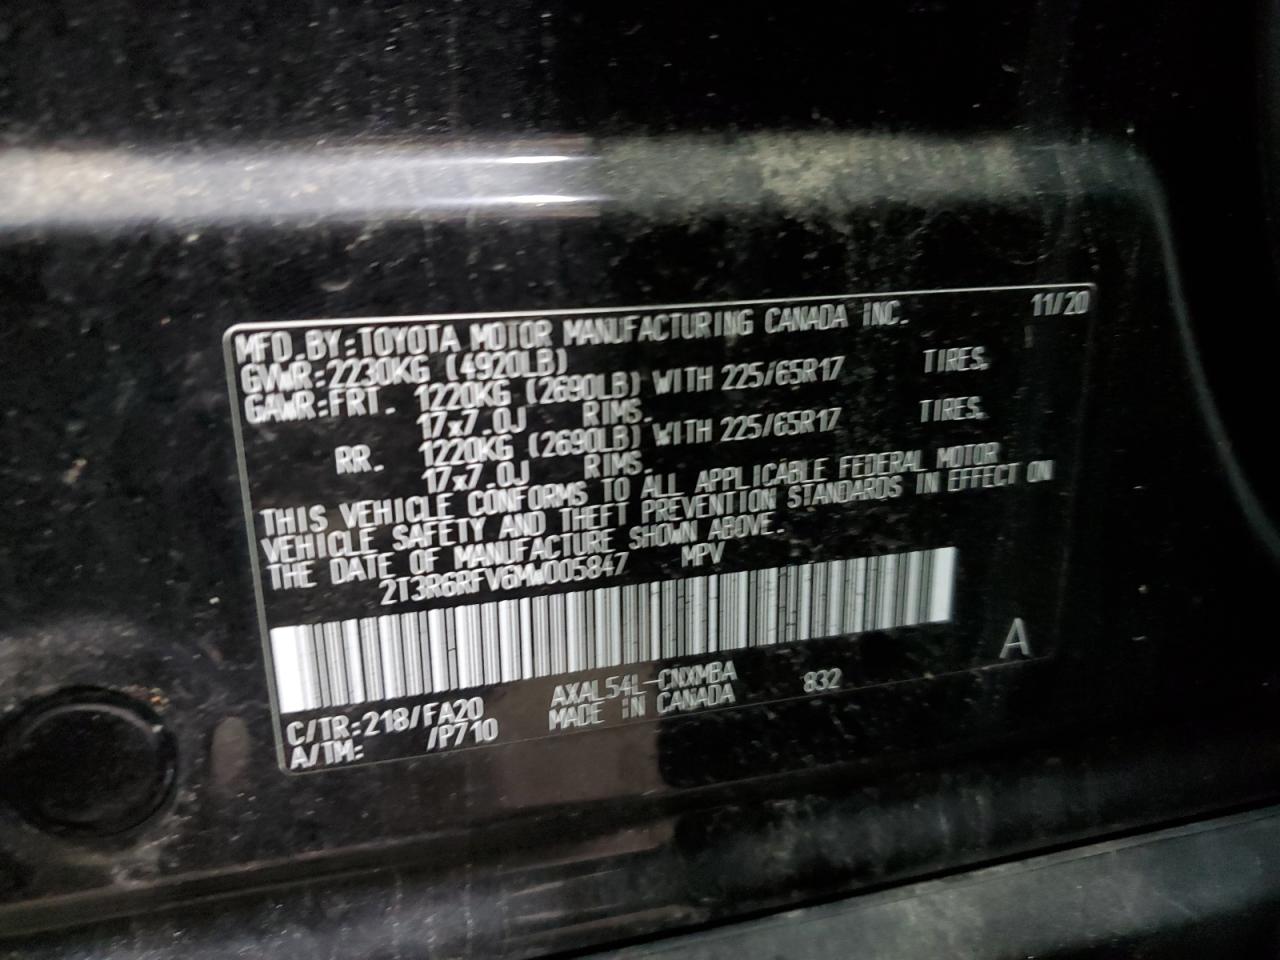 MFD.BY:TOYOTA MOTOR MANUFACTURING CANADA INC. 11/20
GVWR:2230KG (4920LB)
GAWR:FRT. 1220KG (2690LB) WITH 225/65R17 TIRES.
17x7.0J RIMS.
RR. 1220KG (2690LB) WITH 225/65R17 TIRES.
17x7.0J RIMS.
THIS VEHICLE CONFORMS TO ALL APPLICABLE FEDERAL MOTOR
VEHICLE SAFETY AND THEFT PREVENTION STANDARDS IN EFFECT ON
THE DATE OF MANUFACTURE SHOWN ABOVE.
2T3R6RFV6MW005847 MPV
A
C/TR:218/FA20 AXAL54L-CNXMBA 832
A/TM: /P710 MADE IN CANADA